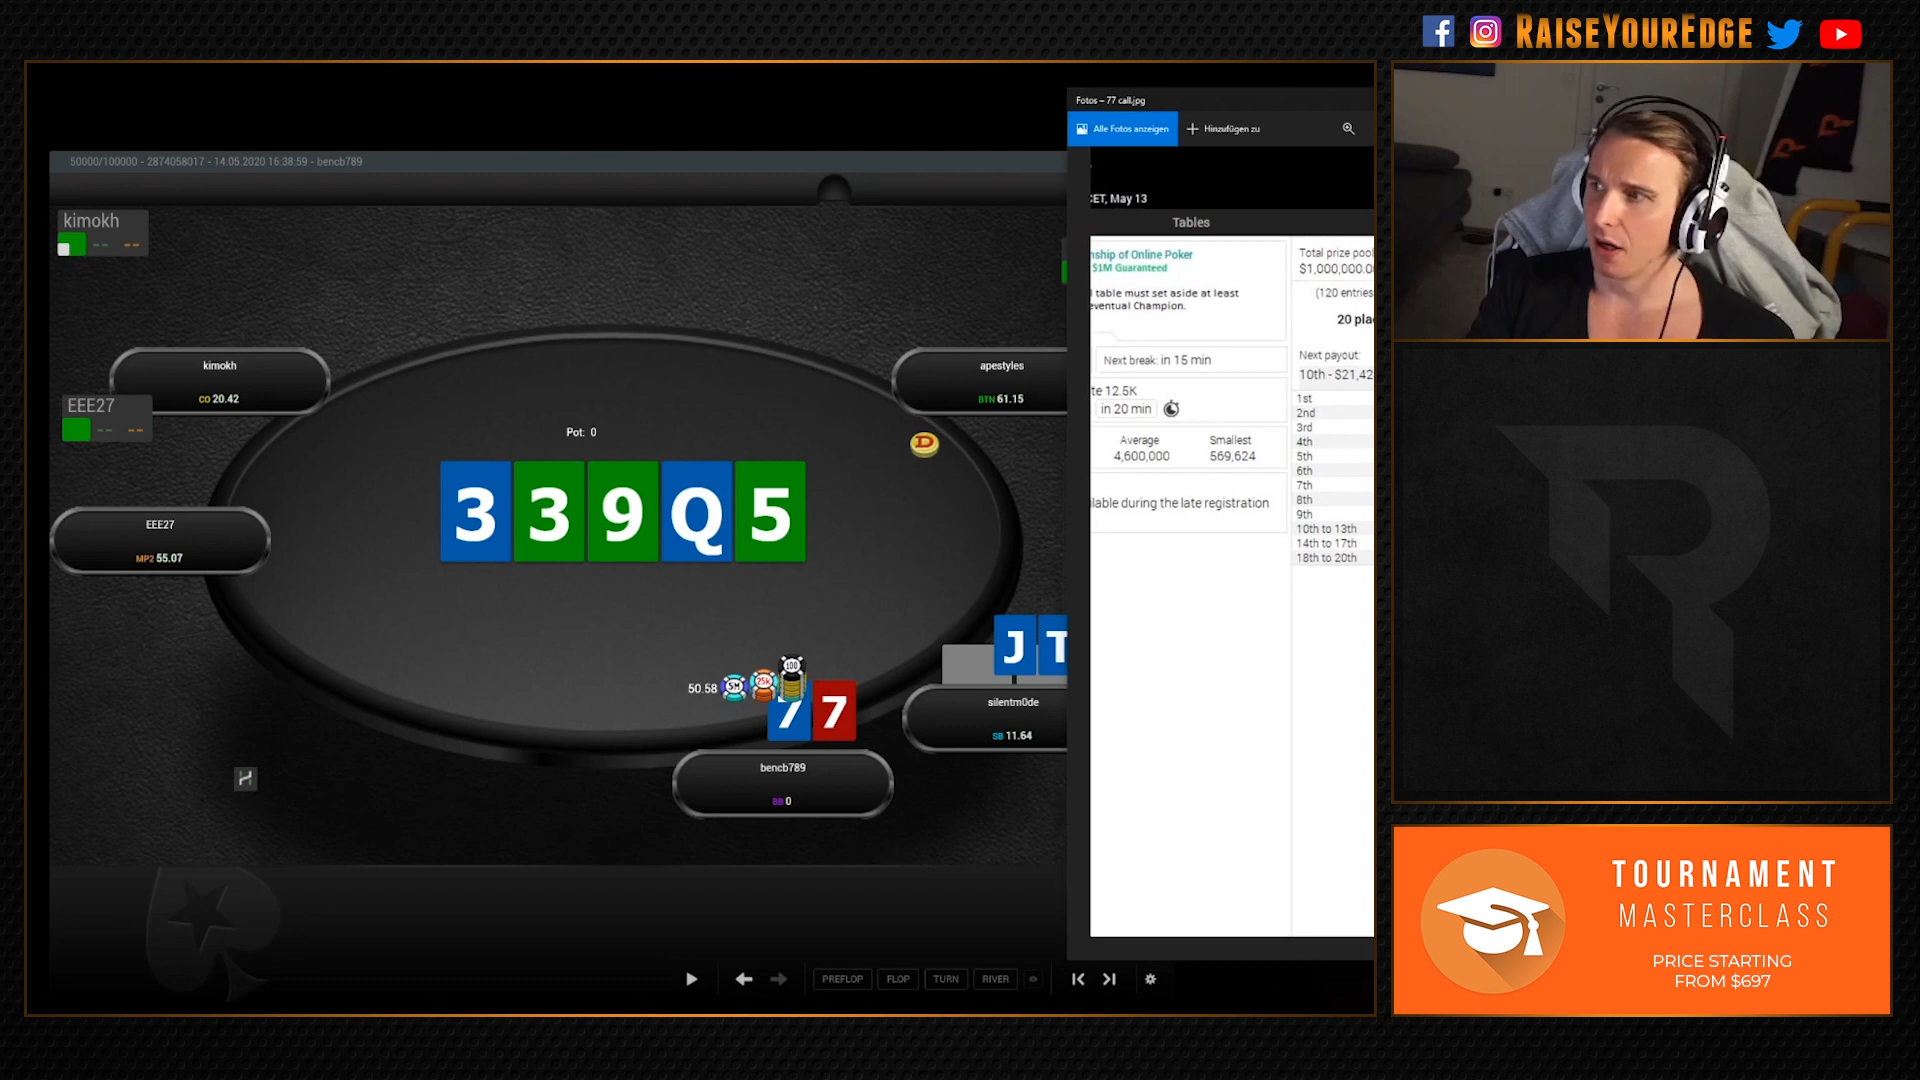 RAISEYOUREDGE
Fotos – 77 call.jpg
Alle Fotos anzeigen
Hinzufügen zu
50000/100000 - 2874058017 - 14.05.2020 16:38:59 - bencb789
kimokh
-- --
CET, May 13
Tables
nship of Online Poker
$1M Guaranteed
l table must set aside at least
eventual Champion.
Total prize pool
$1,000,000.0
(120 entries
20 pla
Next break: in 15 min
Next payout:
10th - $21,42
te 12.5K
in 20 min
Average
Smallest
4,600,000
569,624
ilable during the late registration
1st
2nd
3rd
4th
5th
6th
7th
8th
9th
10th to 13th
14th to 17th
18th to 20th
kimokh
CO 20.42
apestyles
BTN 61.15
EEE27
-- --
Pot: 0
D
3 3 9 Q 5
EEE27
MP2 55.07
J T
50.58
5M
25k
100
7 7
silentm0de
SB 11.64
bencb789
BB 0
PREFLOP
FLOP
TURN
RIVER
TOURNAMENT
MASTERCLASS
PRICE STARTING
FROM $697